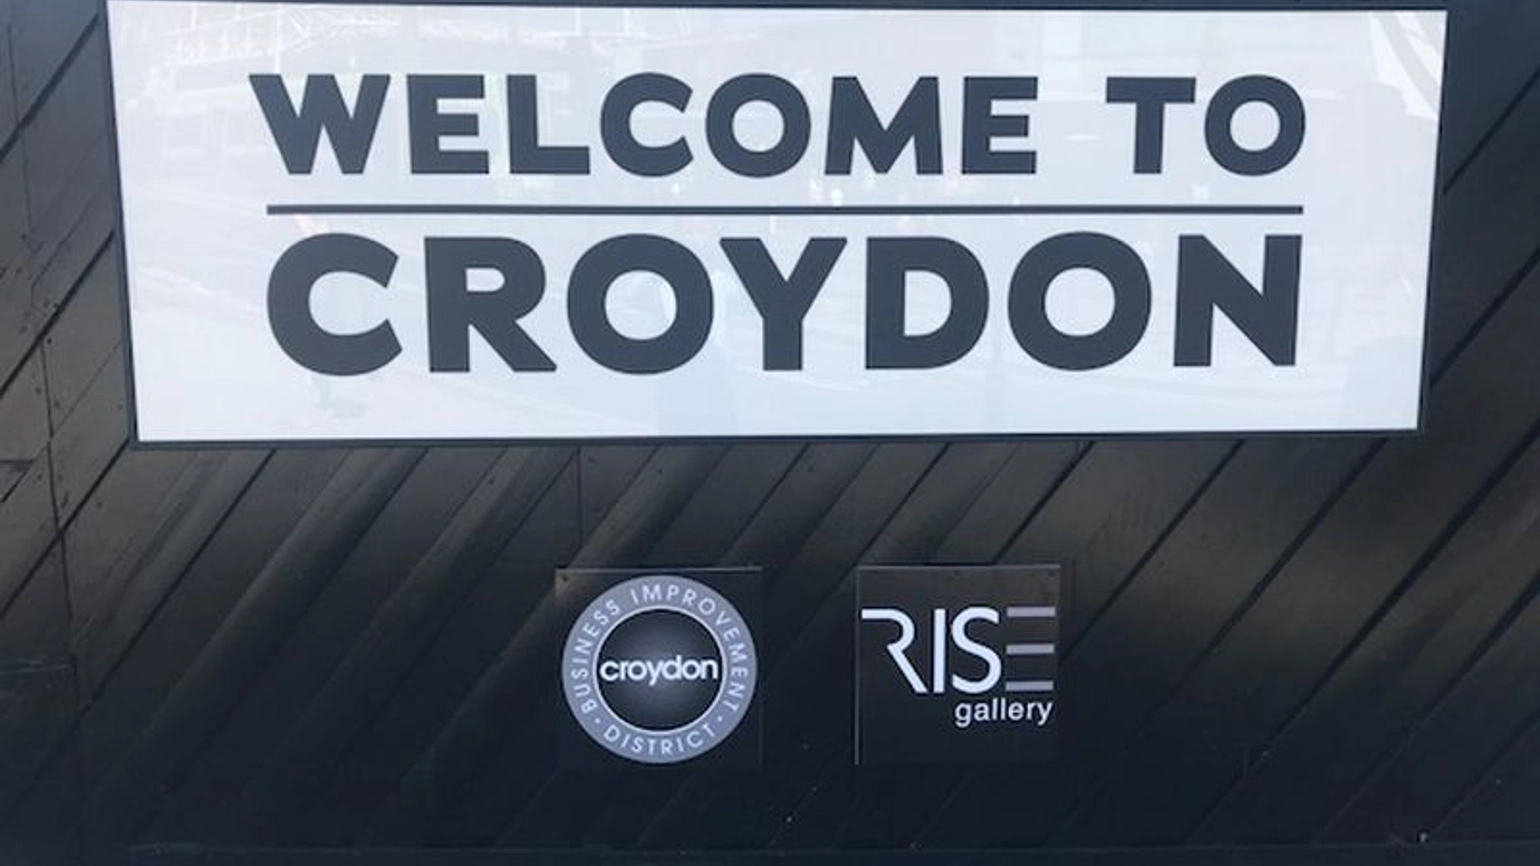 WELCOME TO
CROYDON
BUSINESS IMPROVEMENT
croydon
DISTRICT
RISE
gallery